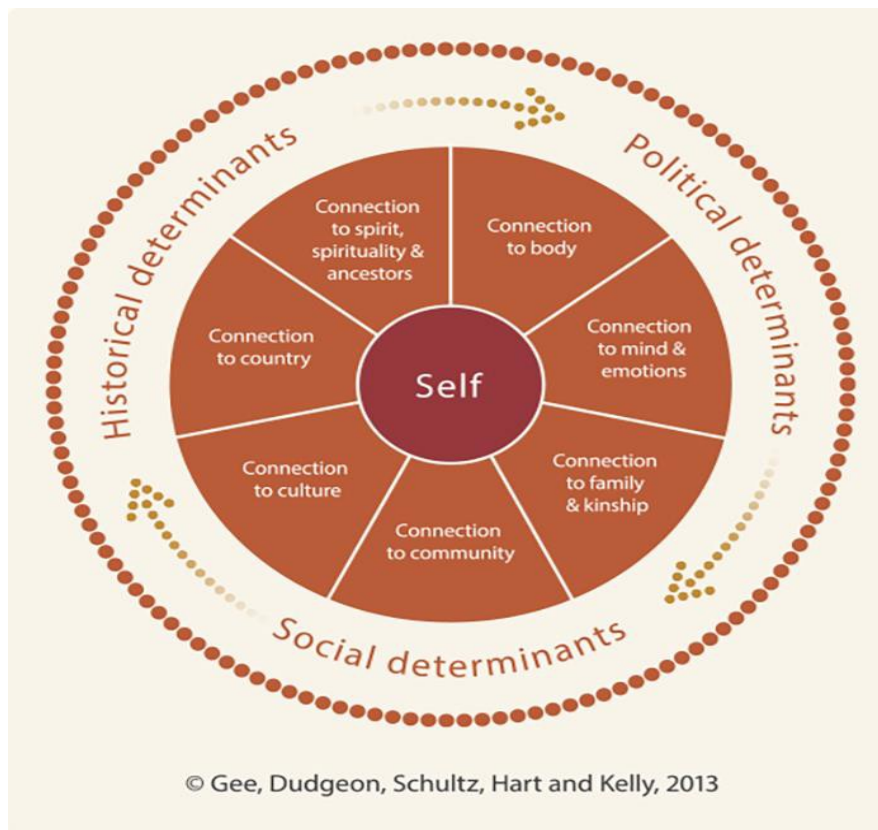 Historical determinants
Political determinants
Connection
to spirit,
spirituality &
ancestors
Connection
to body
Connection
to country
Connection
to mind &
emotions
Self
Connection
to culture
Connection
to family
& kinship
Connection
to community
Social determinants
© Gee, Dudgeon, Schultz, Hart and Kelly, 2013